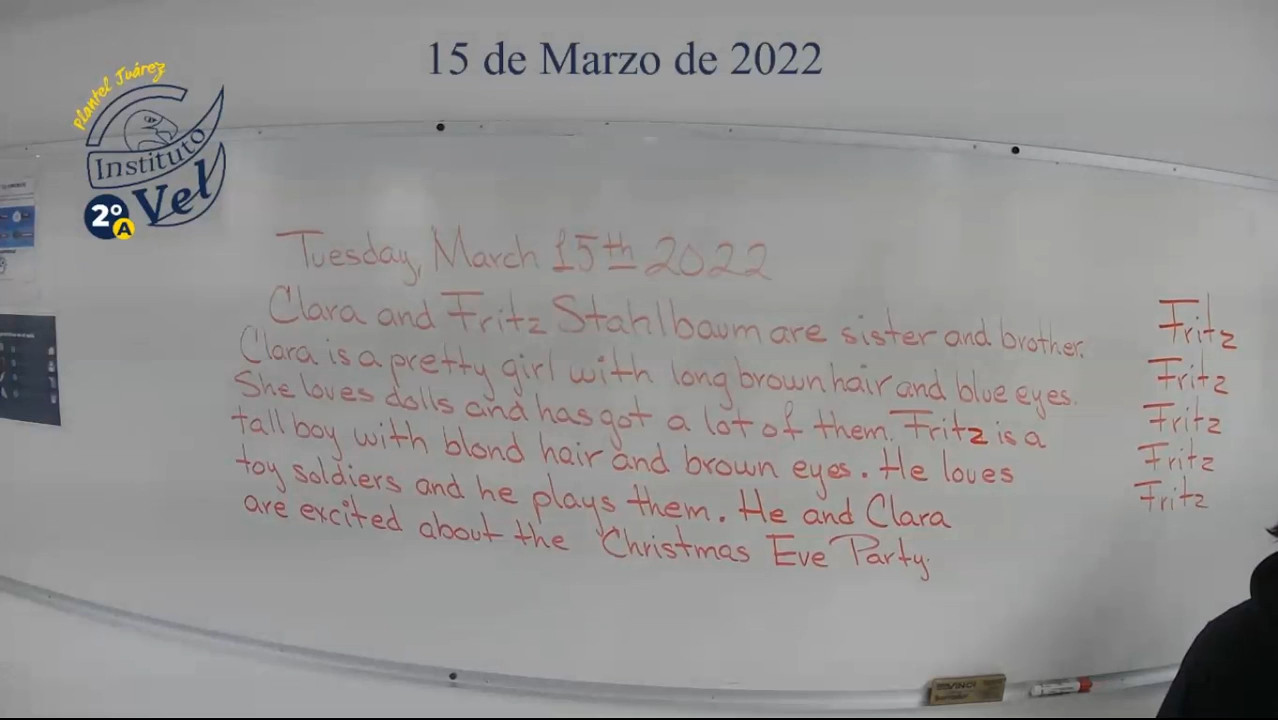 15 de Marzo de 2022
Plantel Juárez
Instituto
Vel
2° A
Tuesday, March 15th 2022
Clara and Fritz Stahlbaum are sister and brother.
Clara is a pretty girl with long brown hair and blue eyes.
She loves dolls and has got a lot of them. Fritz is a
tall boy with blond hair and brown eyes. He loves
toy soldiers and he plays them. He and Clara
are excited about the Christmas Eve Party.
Fritz
Fritz
Fritz
Fritz
Fritz